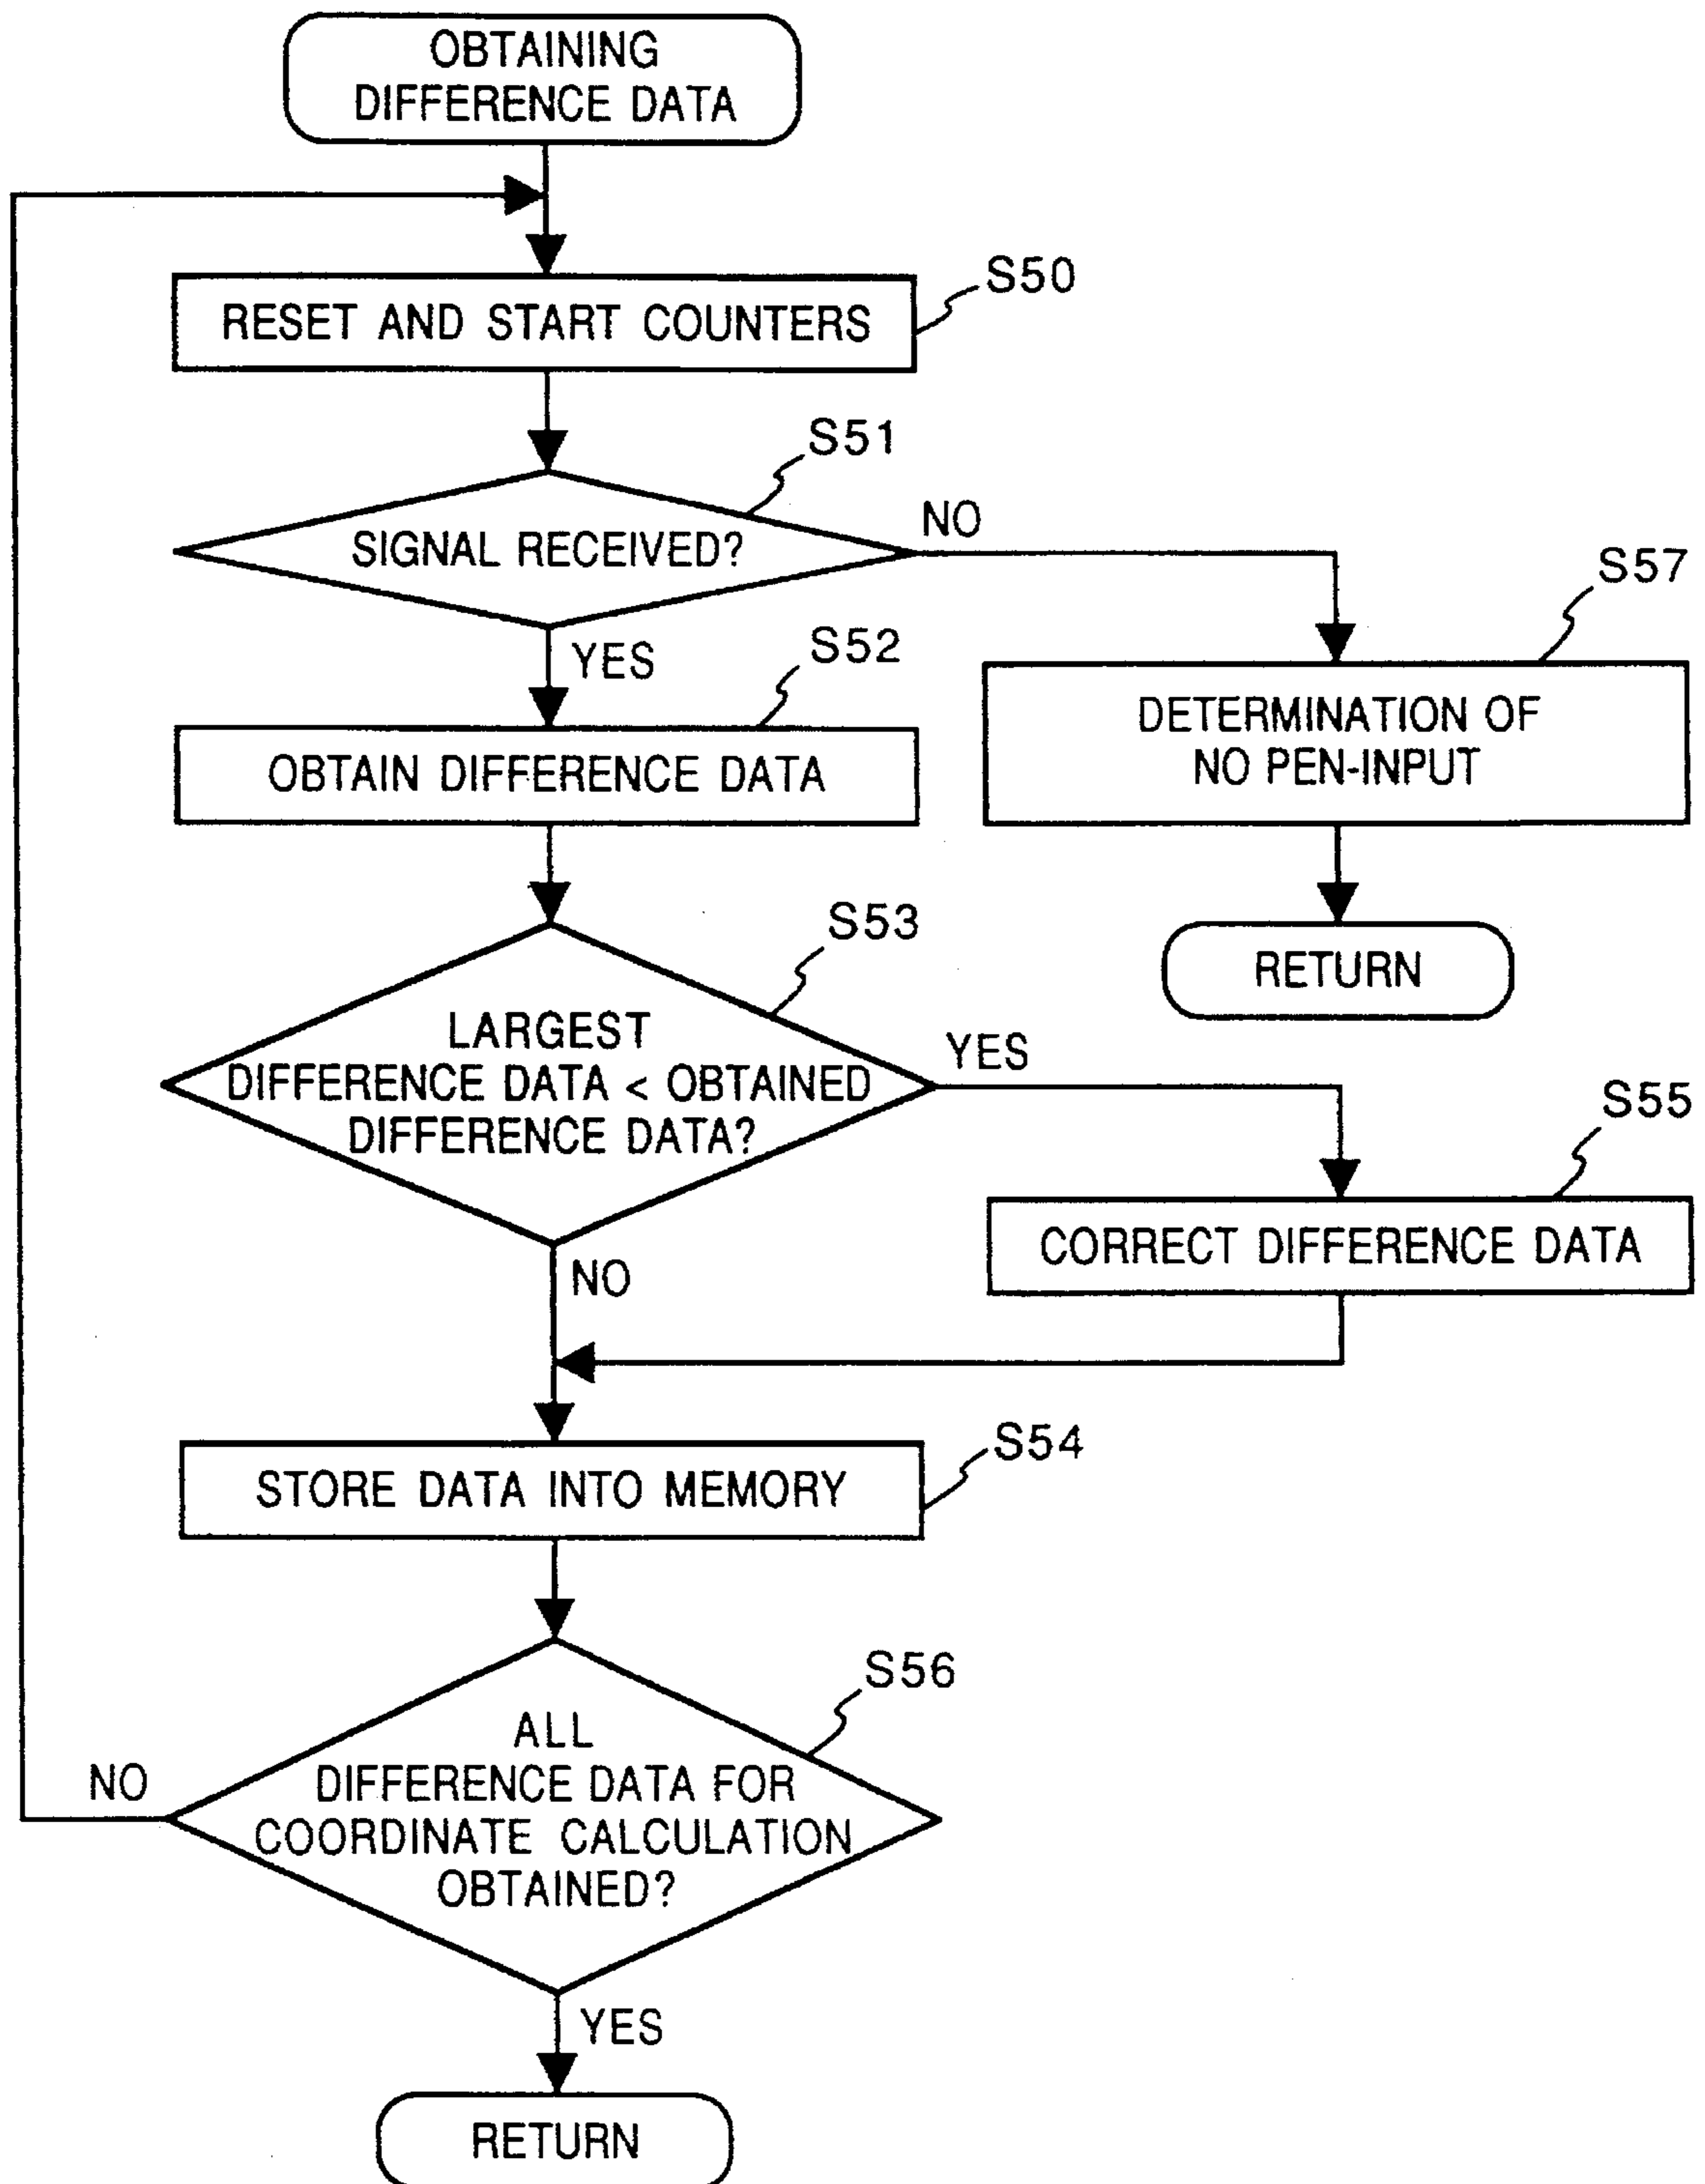 OBTAINING
DIFFERENCE DATA
S50
RESET AND START COUNTERS
S51
SIGNAL RECEIVED?
NO
S57
YES
S52
DETERMINATION OF
NO PEN-INPUT
OBTAIN DIFFERENCE DATA
S53
RETURN
LARGEST
DIFFERENCE DATA < OBTAINED
DIFFERENCE DATA?
YES
S55
CORRECT DIFFERENCE DATA
NO
S54
STORE DATA INTO MEMORY
S56
ALL
DIFFERENCE DATA FOR
COORDINATE CALCULATION
OBTAINED?
NO
YES
RETURN